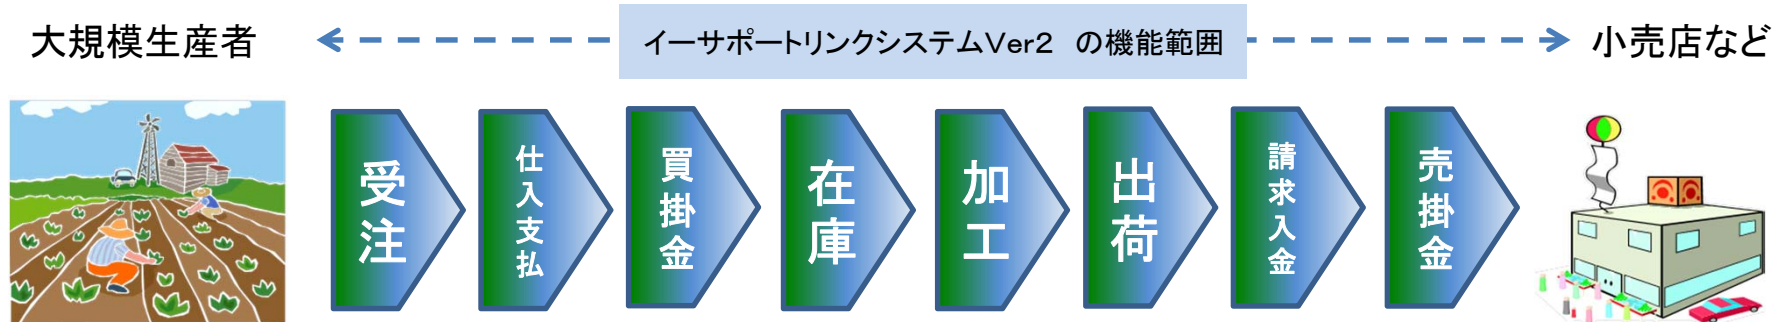 大規模生産者
イーサポートリンクシステムVer2　の機能範囲
小売店など
受注
仕入支払
買掛金
在庫
加工
出荷
請求入金
売掛金